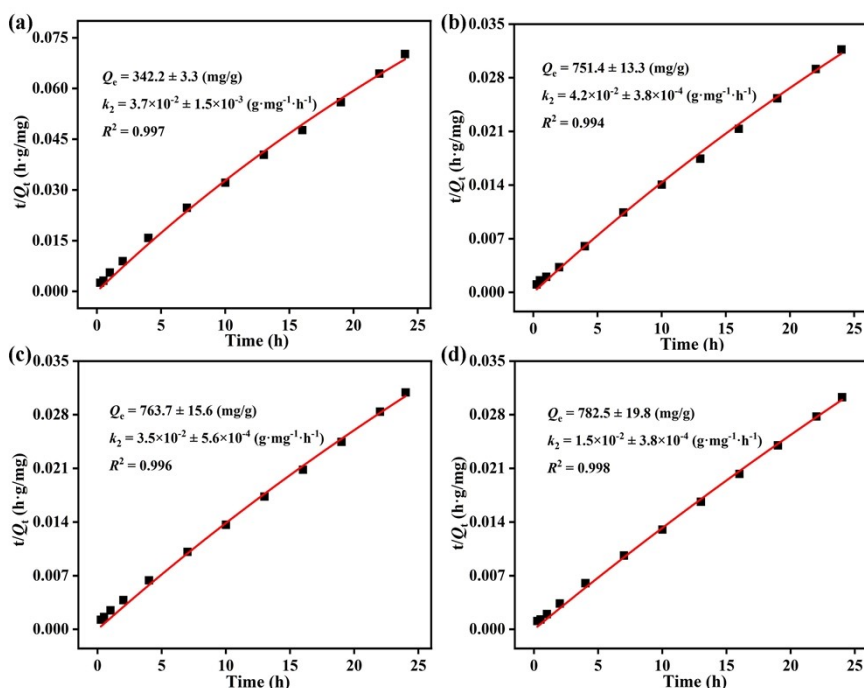 (a)
0.075
0.060
0.045
0.030
0.015
0.000
t/Qt (h·g/mg)
Qe = 342.2 ± 3.3 (mg/g)
k2 = 3.7×10⁻² ± 1.5×10⁻³ (g·mg⁻¹·h⁻¹)
R² = 0.997
0 5 10 15 20 25
Time (h)
(b)
0.035
0.028
0.021
0.014
0.007
0.000
t/Qt (h·g/mg)
Qe = 751.4 ± 13.3 (mg/g)
k2 = 4.2×10⁻² ± 3.8×10⁻⁴ (g·mg⁻¹·h⁻¹)
R² = 0.994
0 5 10 15 20 25
Time (h)
(c)
0.035
0.028
0.021
0.014
0.007
0.000
t/Qt (h·g/mg)
Qe = 763.7 ± 15.6 (mg/g)
k2 = 3.5×10⁻² ± 5.6×10⁻⁴ (g·mg⁻¹·h⁻¹)
R² = 0.996
0 5 10 15 20 25
Time (h)
(d)
0.035
0.028
0.021
0.014
0.007
0.000
t/Qt (h·g/mg)
Qe = 782.5 ± 19.8 (mg/g)
k2 = 1.5×10⁻² ± 3.8×10⁻⁴ (g·mg⁻¹·h⁻¹)
R² = 0.998
0 5 10 15 20 25
Time (h)